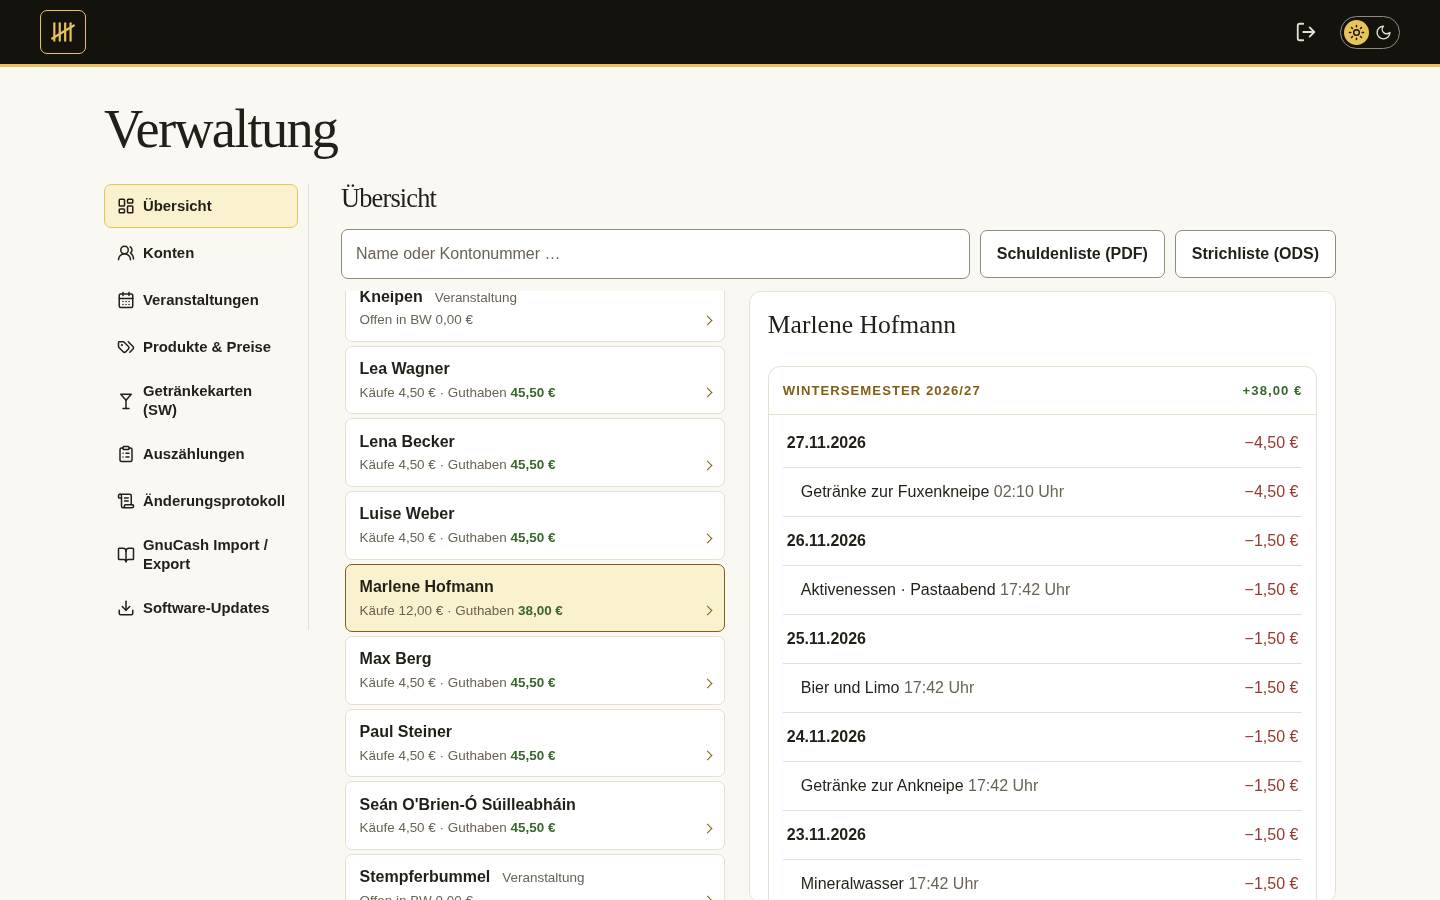 Verwaltung
Übersicht
Konten
Veranstaltungen
Produkte & Preise
Getränkekarten
(SW)
Auszählungen
Änderungsprotokoll
GnuCash Import /
Export
Software-Updates
Übersicht
Name oder Kontonummer …
Schuldenliste (PDF)
Strichliste (ODS)
Kneipen Veranstaltung
Offen in BW 0,00 €
Lea Wagner
Käufe 4,50 € · Guthaben 45,50 €
Lena Becker
Käufe 4,50 € · Guthaben 45,50 €
Luise Weber
Käufe 4,50 € · Guthaben 45,50 €
Marlene Hofmann
Käufe 12,00 € · Guthaben 38,00 €
Max Berg
Käufe 4,50 € · Guthaben 45,50 €
Paul Steiner
Käufe 4,50 € · Guthaben 45,50 €
Seán O'Brien-Ó Súilleabháin
Käufe 4,50 € · Guthaben 45,50 €
Stempferbummel Veranstaltung
Offen in BW 0,00 €
Marlene Hofmann
WINTERSEMESTER 2026/27 +38,00 €
27.11.2026 −4,50 €
Getränke zur Fuxenkneipe 02:10 Uhr −4,50 €
26.11.2026 −1,50 €
Aktivenessen · Pastaabend 17:42 Uhr −1,50 €
25.11.2026 −1,50 €
Bier und Limo 17:42 Uhr −1,50 €
24.11.2026 −1,50 €
Getränke zur Ankneipe 17:42 Uhr −1,50 €
23.11.2026 −1,50 €
Mineralwasser 17:42 Uhr −1,50 €